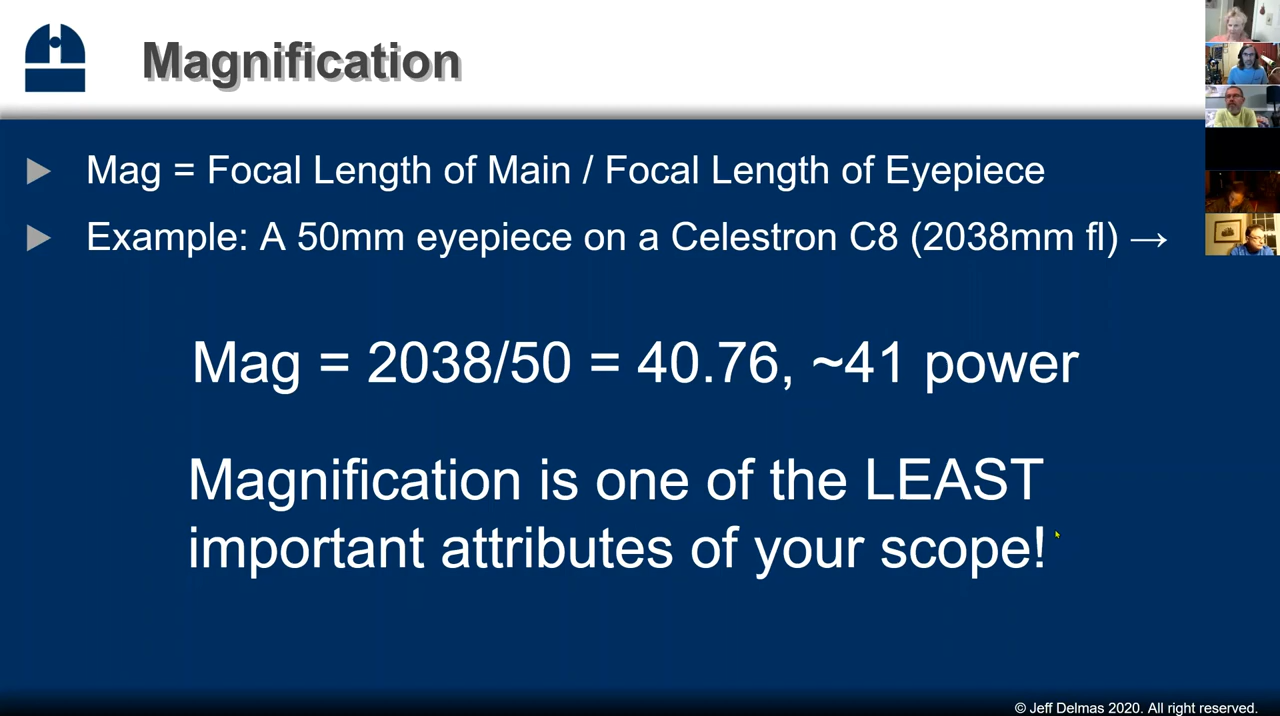 Magnification
Mag = Focal Length of Main / Focal Length of Eyepiece
Example: A 50mm eyepiece on a Celestron C8 (2038mm fl) →
Mag = 2038/50 = 40.76, ~41 power
Magnification is one of the LEAST
important attributes of your scope!
© Jeff Delmas 2020. All right reserved.